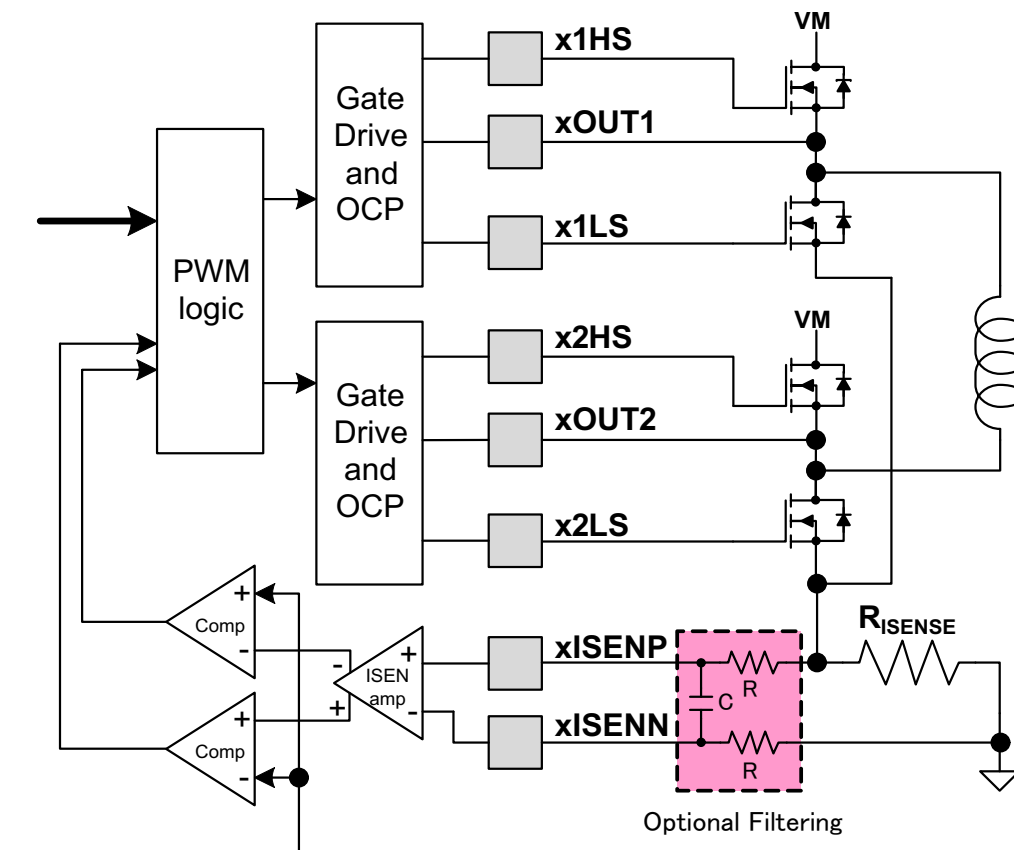 VM
x1HS
Gate
Drive
and
OCP
xOUT1
x1LS
PWM
logic
VM
x2HS
Gate
Drive
and
OCP
xOUT2
x2LS
+
Comp
-
-
ISEN
amp
+
+
-
xISENP
R
C
RISENSE
+
Comp
-
xISENN
R
Optional Filtering